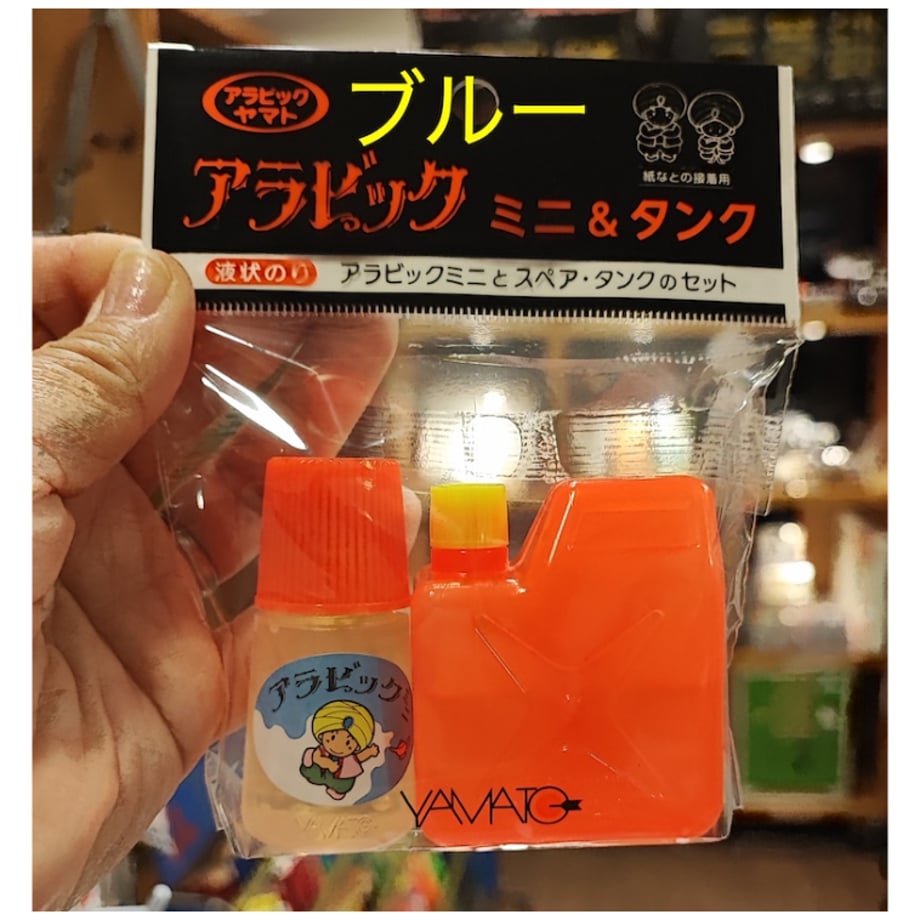 アラビック
ヤマト
ブルー
紙などの接着用
アラビック ミニ&タンク
液状のり アラビックミニとスペア・タンクのセット
アラビック
YAMATO
YAMATO